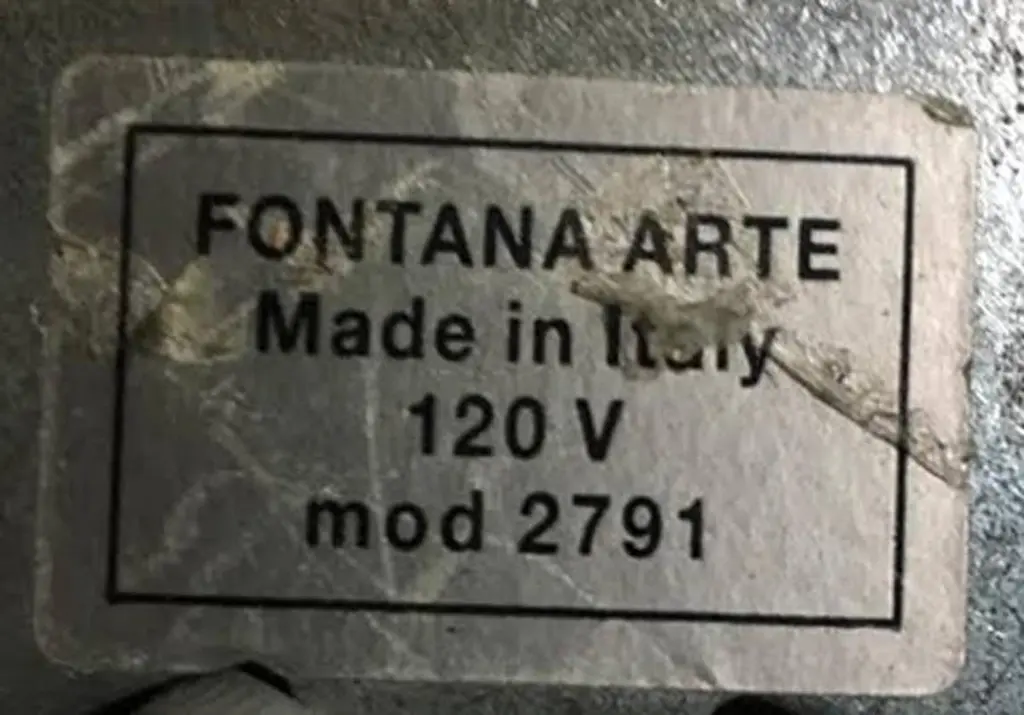 FONTANA ARTE
Made in Italy
120 V
mod 2791